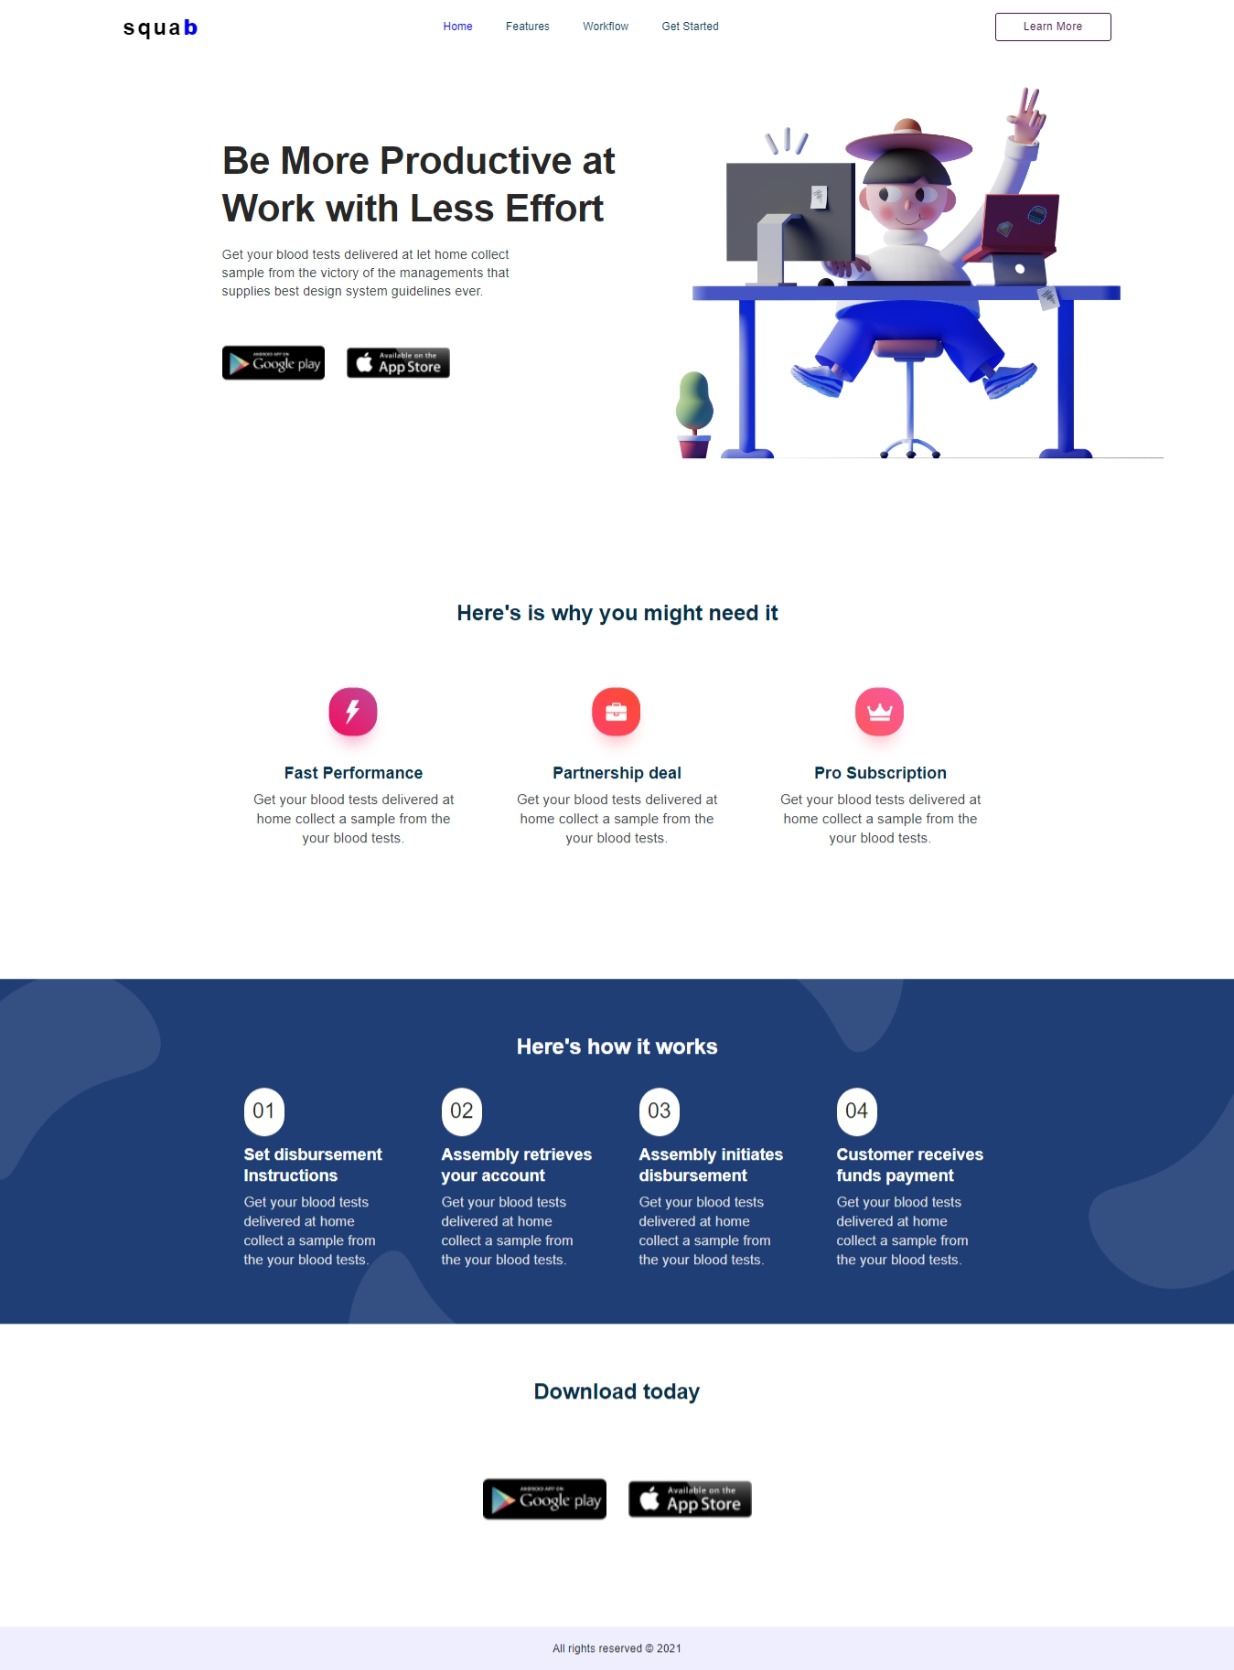 squab
Home Features Workflow Get Started
Learn More
Be More Productive at
Work with Less Effort
Get your blood tests delivered at let home collect
sample from the victory of the managements that
supplies best design system guidelines ever.
ANDROID APP ON
Google play
Available on the
App Store
Here's is why you might need it
Fast Performance
Get your blood tests delivered at
home collect a sample from the
your blood tests.
Partnership deal
Get your blood tests delivered at
home collect a sample from the
your blood tests.
Pro Subscription
Get your blood tests delivered at
home collect a sample from the
your blood tests.
Here's how it works
01
Set disbursement
Instructions
Get your blood tests
delivered at home
collect a sample from
the your blood tests.
02
Assembly retrieves
your account
Get your blood tests
delivered at home
collect a sample from
the your blood tests.
03
Assembly initiates
disbursement
Get your blood tests
delivered at home
collect a sample from
the your blood tests.
04
Customer receives
funds payment
Get your blood tests
delivered at home
collect a sample from
the your blood tests.
Download today
ANDROID APP ON
Google play
Available on the
App Store
All rights reserved © 2021